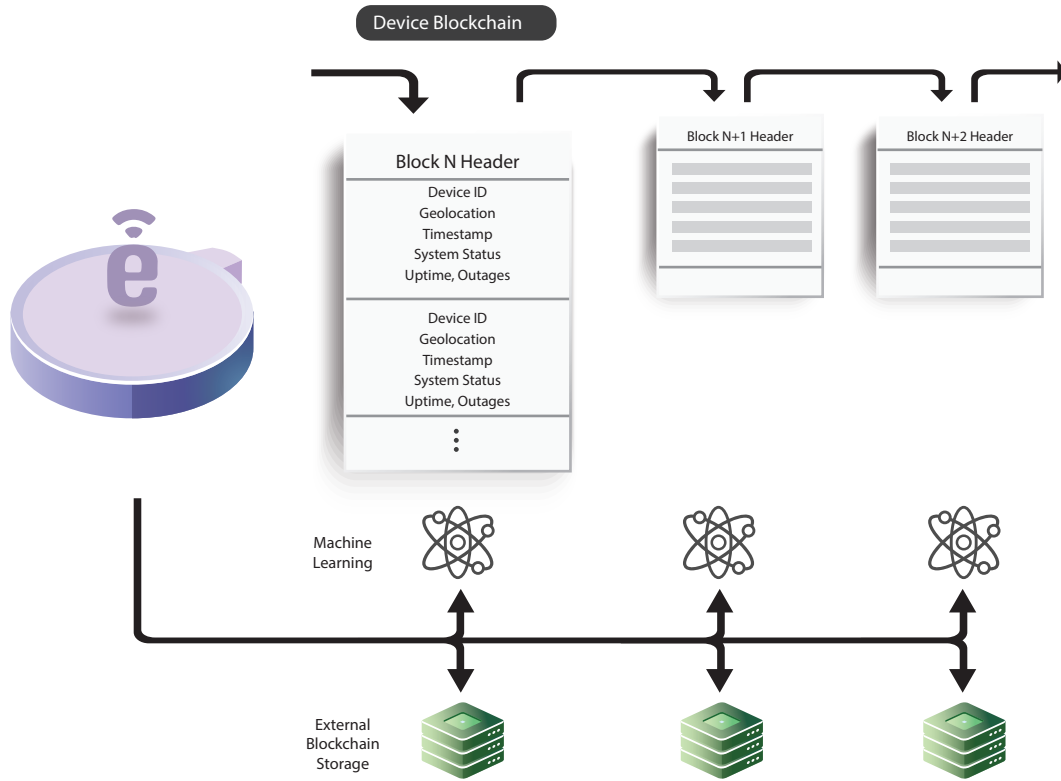 Device Blockchain
Block N Header
Device ID
Geolocation
Timestamp
System Status
Uptime, Outages
Device ID
Geolocation
Timestamp
System Status
Uptime, Outages
Block N+1 Header
Block N+2 Header
e
Machine
Learning
External
Blockchain
Storage